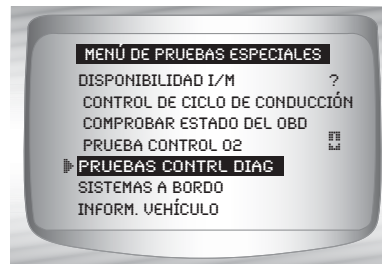 MENÚ DE PRUEBAS ESPECIALES
DISPONIBILIDAD I/M ?
CONTROL DE CICLO DE CONDUCCIÓN
COMPROBAR ESTADO DEL OBD
PRUEBA CONTROL O2
PRUEBAS CONTRL DIAG
SISTEMAS A BORDO
INFORM. VEHÍCULO